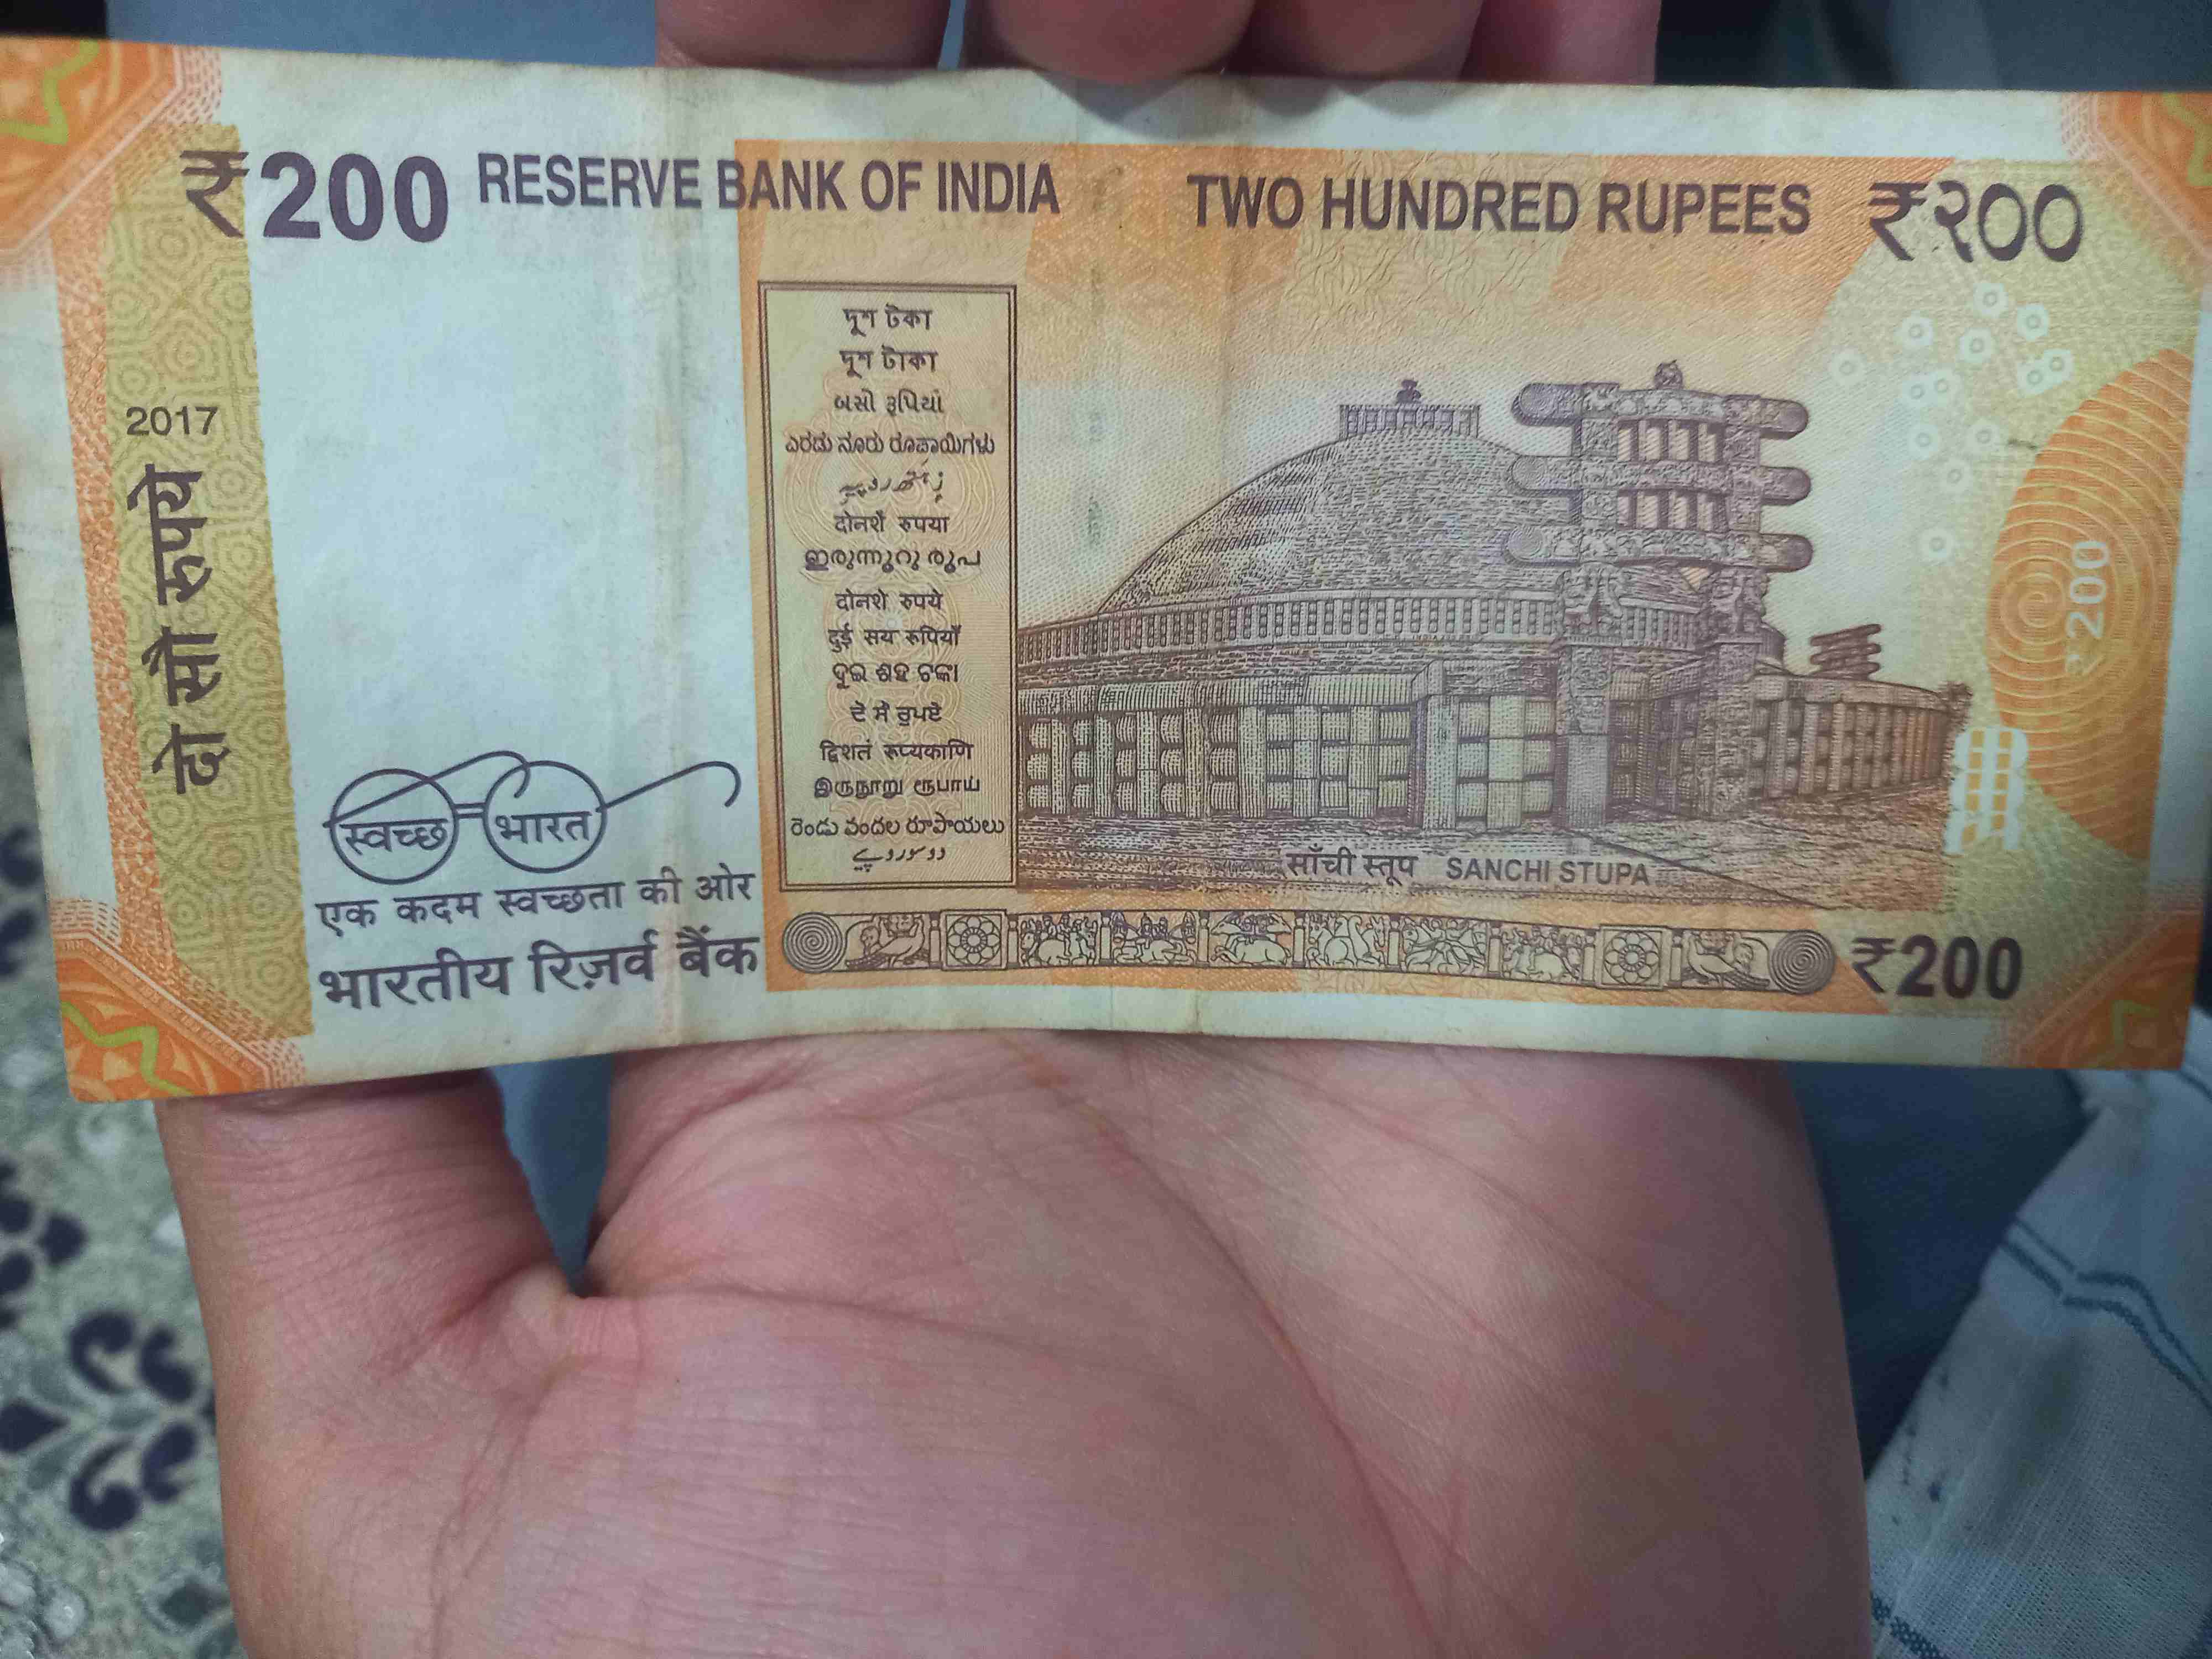 ₹200 RESERVE BANK OF INDIA TWO HUNDRED RUPEES ₹२००
2017
दो सौ रुपये
দুশ টকা
দুশ টাকা
બસો રૂપિયા
ಎರಡು ನೂರು ರೂಪಾಯಿಗಳು
दोनशें रुपया
ഇരുന്നൂറു രൂപ
दोनशे रुपये
दुई सय रुपियाँ
ଦୁଇ ଶହ ଟଙ୍କା
ਦੋ ਸੌ ਰੁਪਏ
द्विशतं रूप्यकाणि
இருநூறு ரூபாய்
రెండు వందల రూపాయలు
دو سو روپے
₹200
साँची स्तूप SANCHI STUPA
स्वच्छ भारत
एक कदम स्वच्छता की ओर
भारतीय रिज़र्व बैंक
₹200